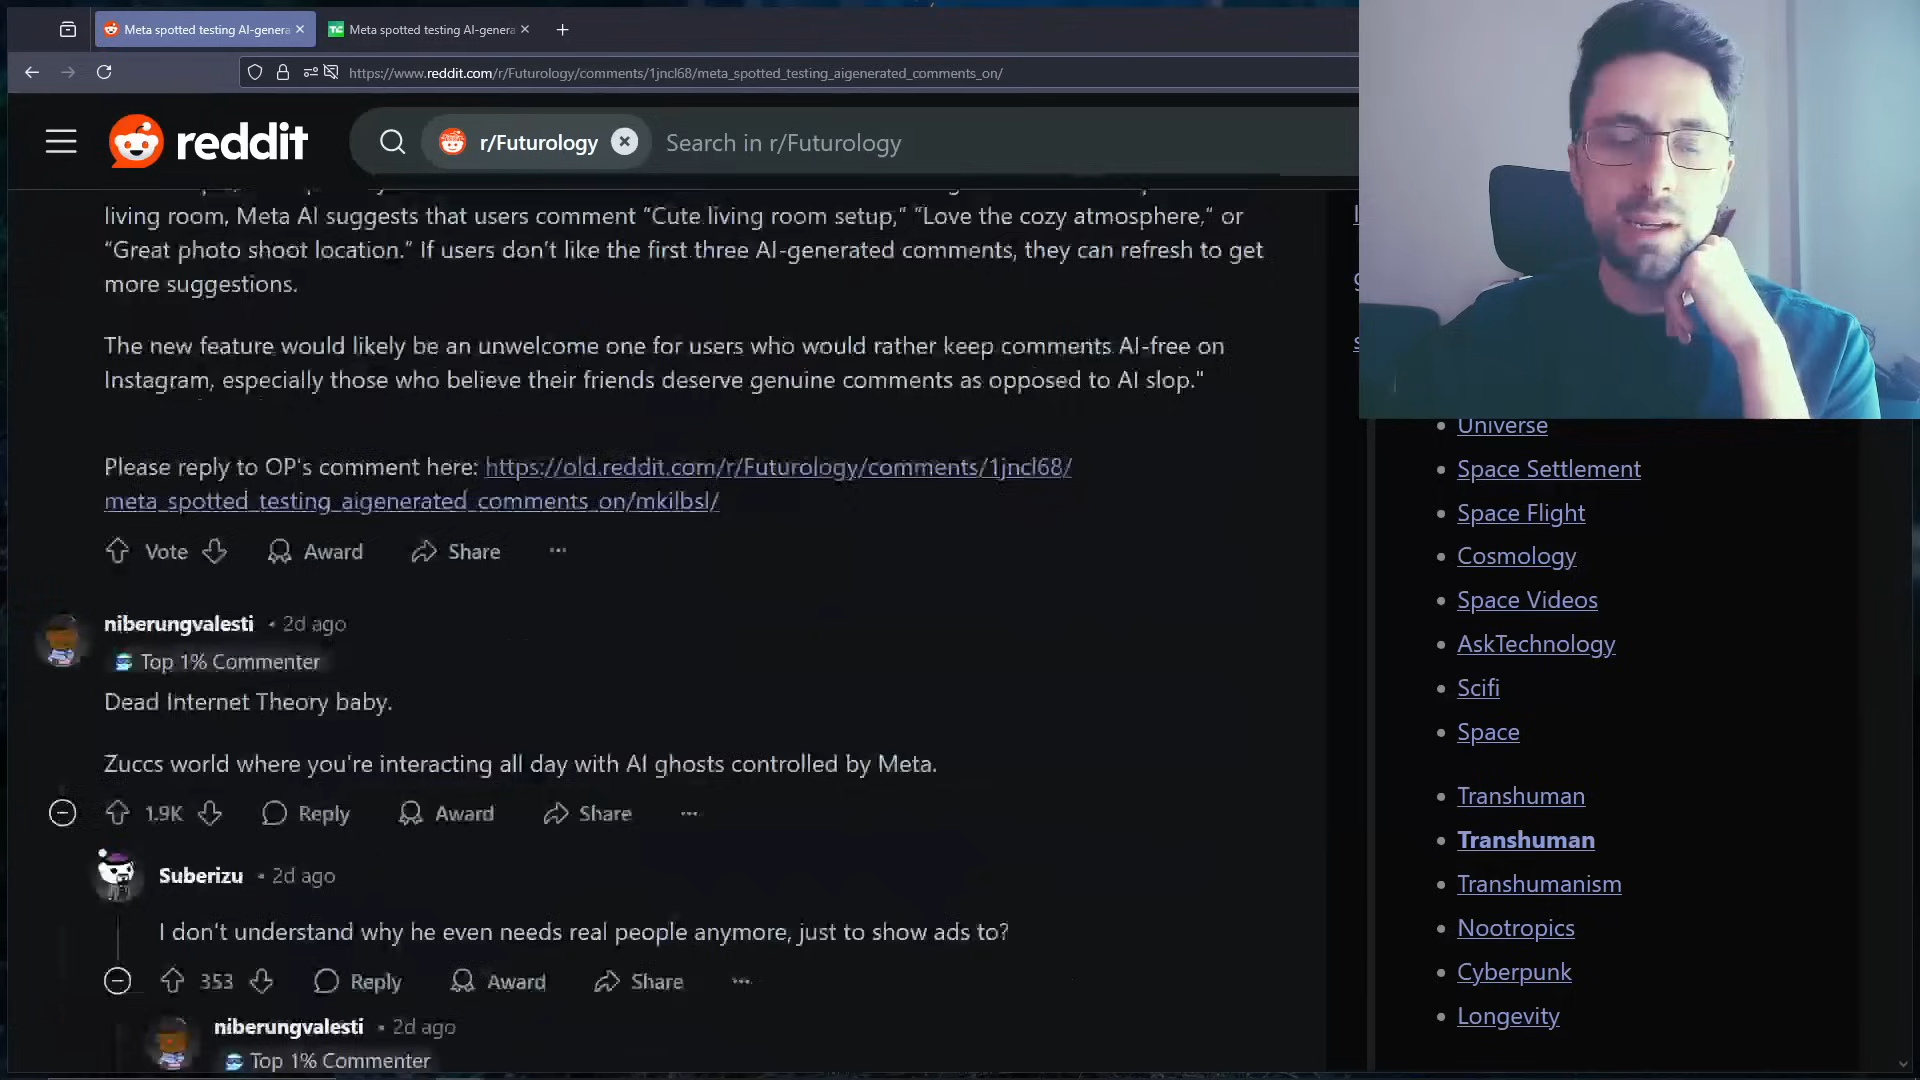 Meta spotted testing AI-genera
Meta spotted testing AI-genera
https://www.reddit.com/r/Futurology/comments/1jncl68/meta_spotted_testing_aigenerated_comments_on/
reddit
r/Futurology
Search in r/Futurology
living room, Meta AI suggests that users comment “Cute living room setup,” “Love the cozy atmosphere,” or
“Great photo shoot location.” If users don’t like the first three AI-generated comments, they can refresh to get
more suggestions.
The new feature would likely be an unwelcome one for users who would rather keep comments AI-free on
Instagram, especially those who believe their friends deserve genuine comments as opposed to AI slop."
Please reply to OP's comment here: https://old.reddit.com/r/Futurology/comments/1jncl68/
meta_spotted_testing_aigenerated_comments_on/mkilbsl/
Vote
Award
Share
niberungvalesti • 2d ago
Top 1% Commenter
Dead Internet Theory baby.
Zuccs world where you're interacting all day with AI ghosts controlled by Meta.
1.9K
Reply
Award
Share
Suberizu • 2d ago
I don't understand why he even needs real people anymore, just to show ads to?
353
Reply
Award
Share
niberungvalesti • 2d ago
Top 1% Commenter
Universe
Space Settlement
Space Flight
Cosmology
Space Videos
AskTechnology
Scifi
Space
Transhuman
Transhuman
Transhumanism
Nootropics
Cyberpunk
Longevity